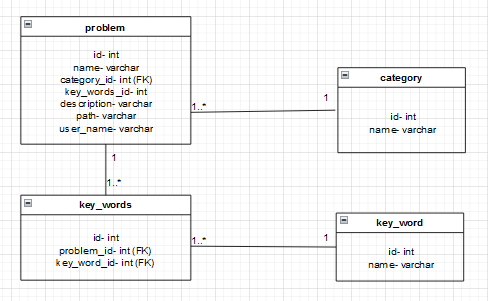 problem
id- int
name- varchar
category_id- int (FK)
key_words_id- int
description- varchar
path- varchar
user_name- varchar
category
id- int
name- varchar
1..*
1
1
1..*
key_words
id- int
problem_id- int (FK)
key_word_id- int (FK)
1..*
1
key_word
id- int
name- varchar